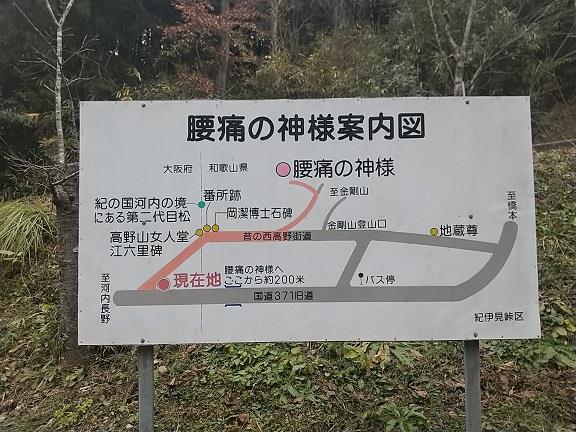 腰痛の神様案内図
大阪府 和歌山県
腰痛の神様
至金剛山
至橋本
番所跡
紀の国河内の境
にある第二代目松
岡潔博士石碑
金剛山登山口
地蔵尊
高野山女人堂
江六里碑
昔の西高野街道
現在地
腰痛の神様へ
ここから約200米
バス停
至河内長野
国道371旧道
紀伊見峠区